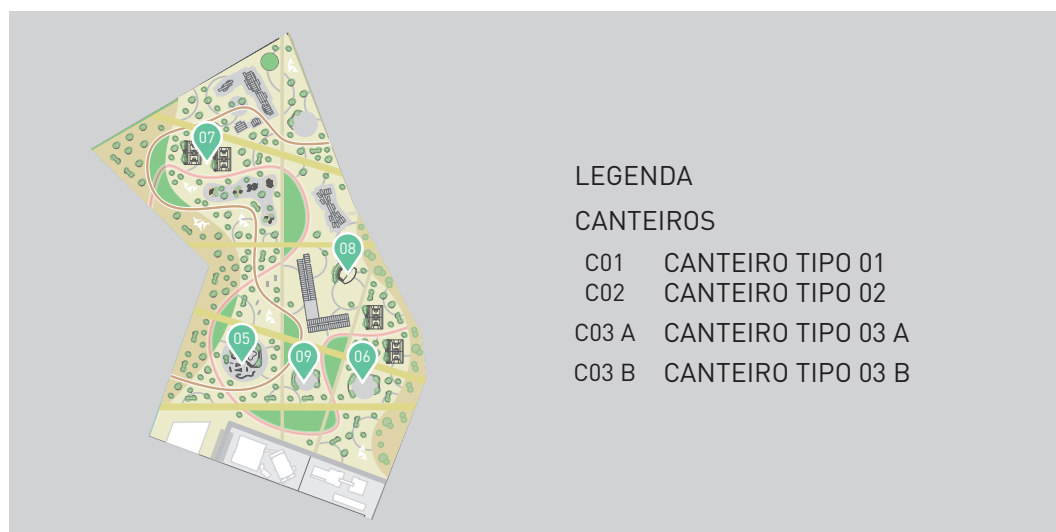 07
08
05
09
06
LEGENDA
CANTEIROS
C01 CANTEIRO TIPO 01
C02 CANTEIRO TIPO 02
C03 A CANTEIRO TIPO 03 A
C03 B CANTEIRO TIPO 03 B